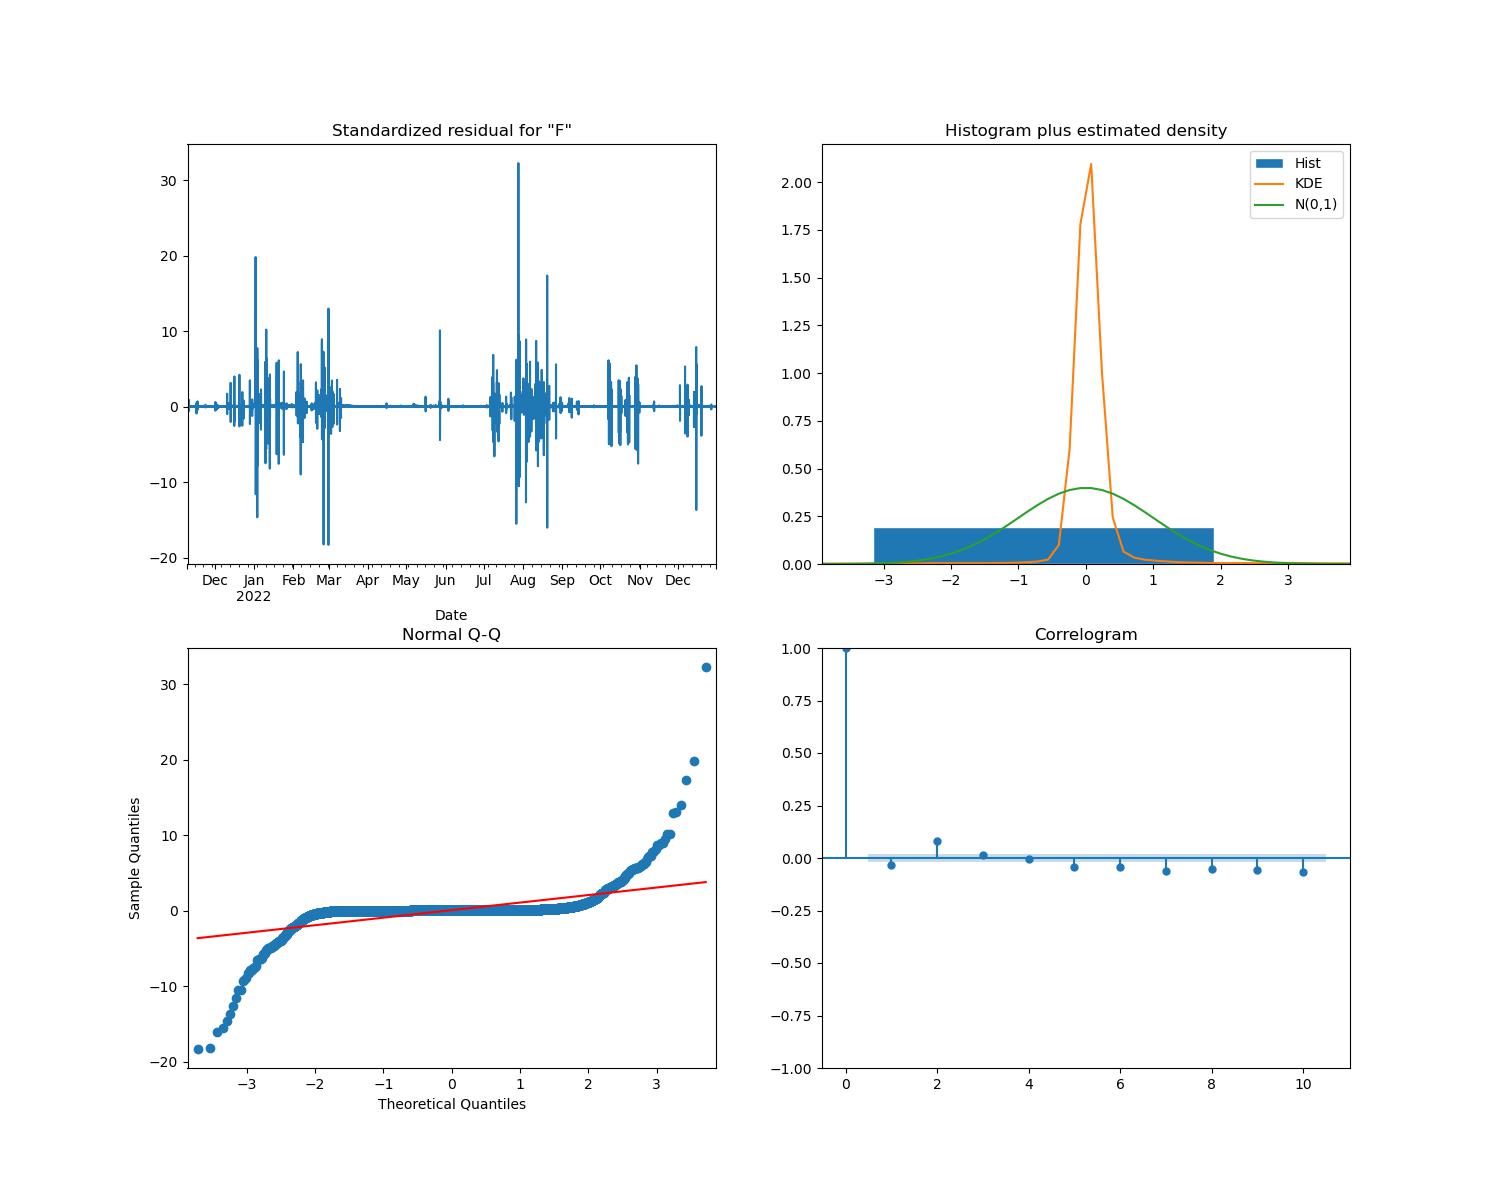 Standardized residual for "F"
30
20
10
0
−10
−20
Dec Jan Feb Mar Apr May Jun Jul Aug Sep Oct Nov Dec
2022
Date
Histogram plus estimated density
Hist
KDE
N(0,1)
2.00
1.75
1.50
1.25
1.00
0.75
0.50
0.25
0.00
−3 −2 −1 0 1 2 3
Normal Q-Q
Sample Quantiles
30
20
10
0
−10
−20
−3 −2 −1 0 1 2 3
Theoretical Quantiles
Correlogram
1.00
0.75
0.50
0.25
0.00
−0.25
−0.50
−0.75
−1.00
0 2 4 6 8 10